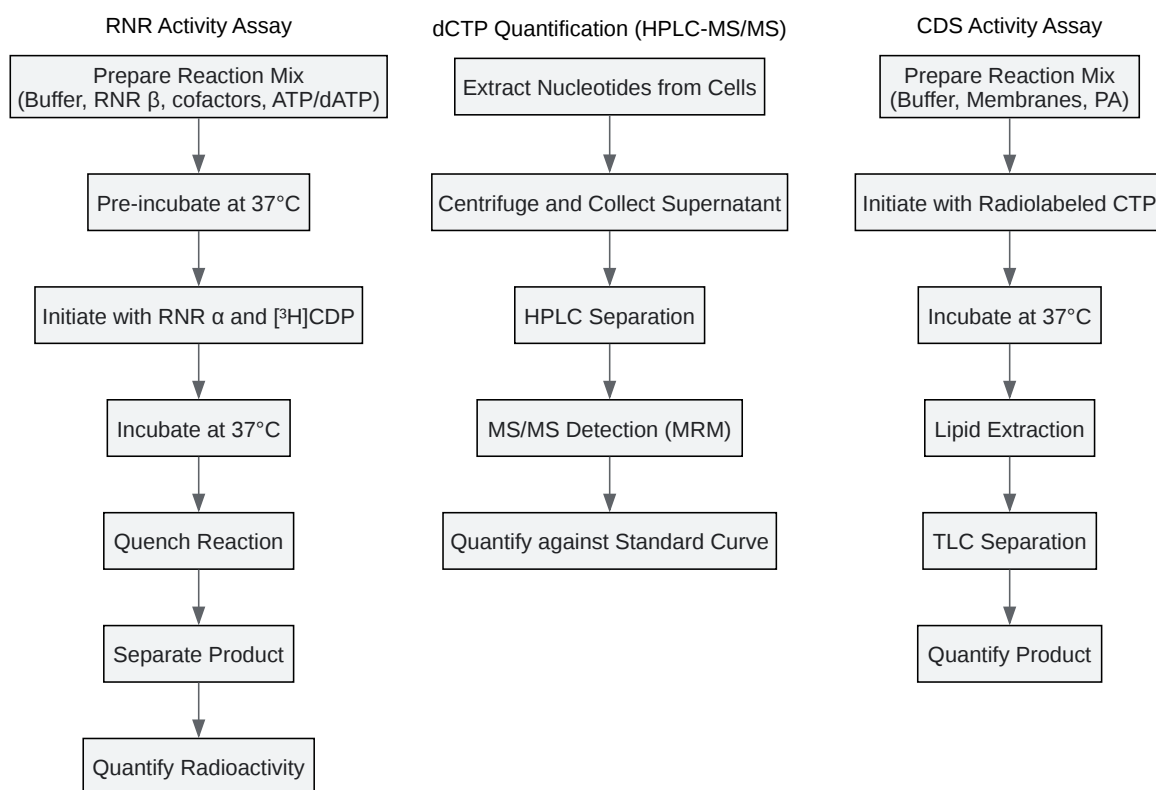 RNR Activity Assay
Prepare Reaction Mix
(Buffer, RNR β, cofactors, ATP/dATP)
Pre-incubate at 37°C
Initiate with RNR α and [³H]CDP
Incubate at 37°C
Quench Reaction
Separate Product
Quantify Radioactivity
dCTP Quantification (HPLC-MS/MS)
Extract Nucleotides from Cells
Centrifuge and Collect Supernatant
HPLC Separation
MS/MS Detection (MRM)
Quantify against Standard Curve
CDS Activity Assay
Prepare Reaction Mix
(Buffer, Membranes, PA)
Initiate with Radiolabeled CTP
Incubate at 37°C
Lipid Extraction
TLC Separation
Quantify Product